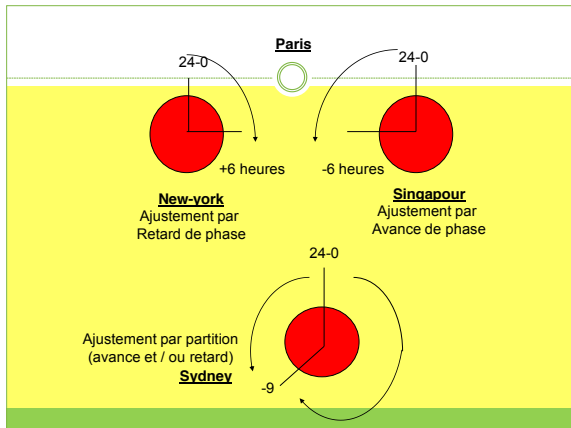 Paris
24-0
24-0
+6 heures
-6 heures
New-york
Ajustement par
Retard de phase
Singapour
Ajustement par
Avance de phase
24-0
Ajustement par partition
(avance et / ou retard)
Sydney
-9